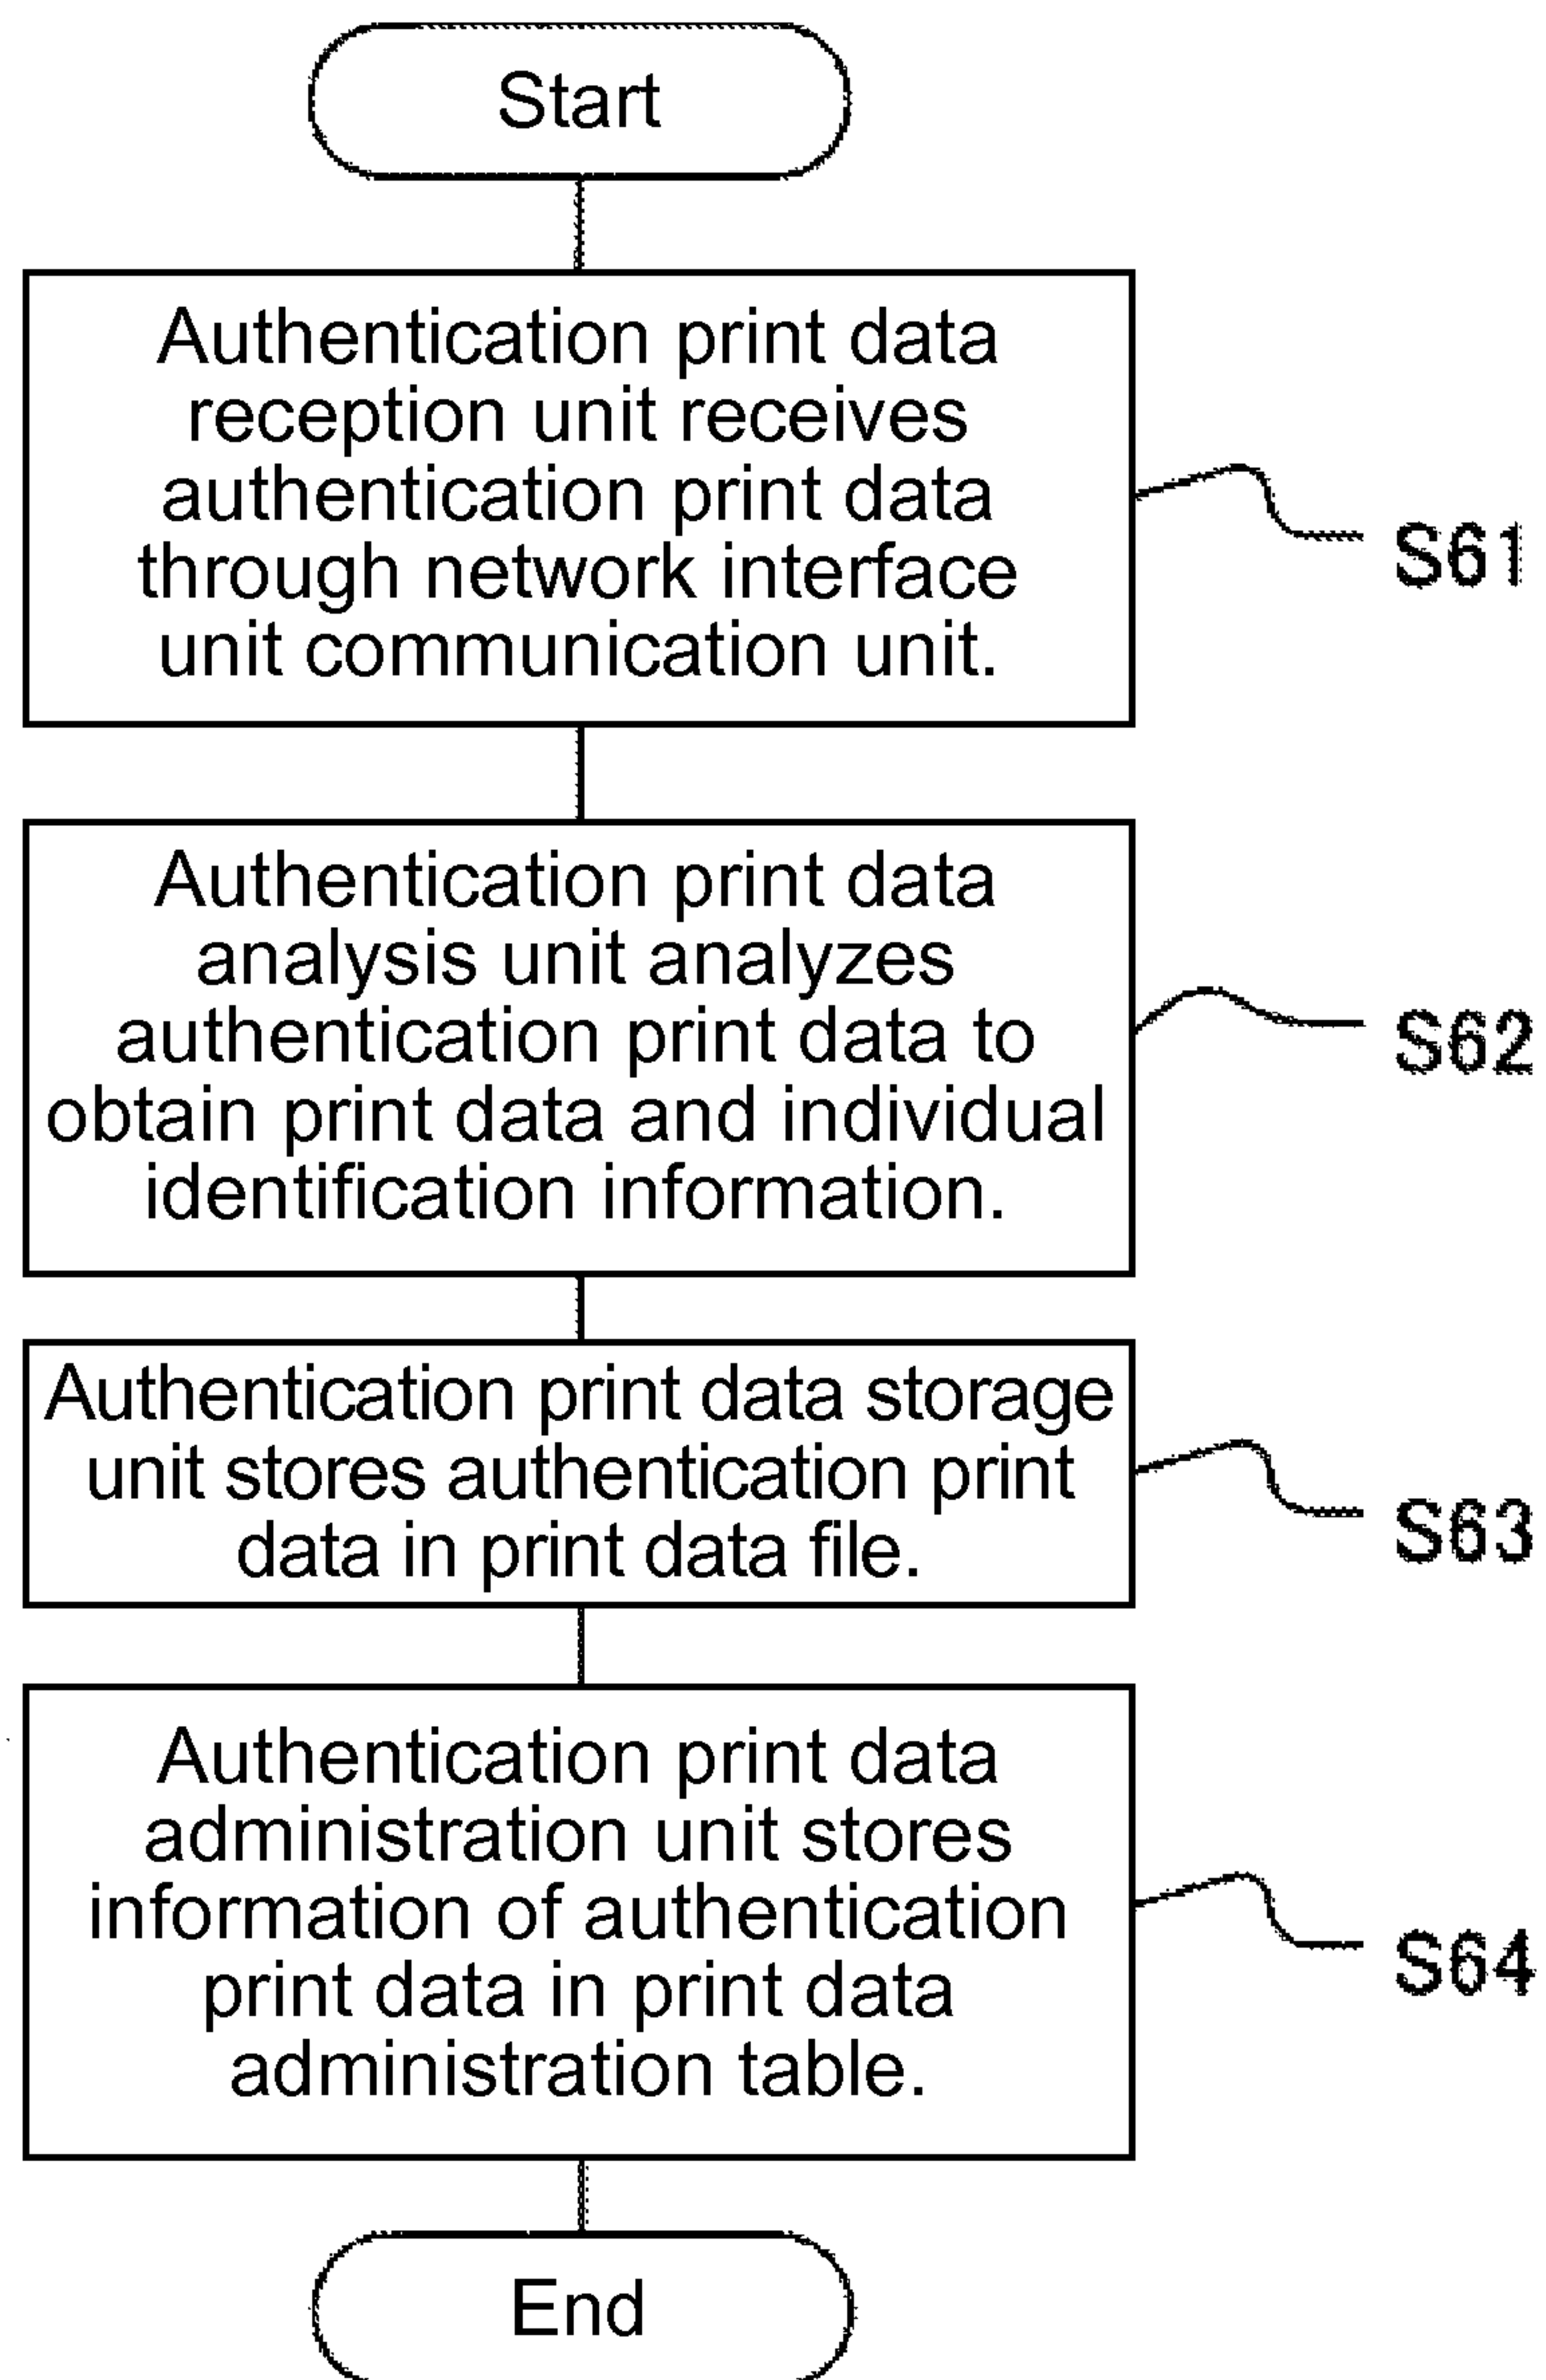 Start
Authentication print data
reception unit receives
authentication print data
through network interface
unit communication unit.
S61
Authentication print data
analysis unit analyzes
authentication print data to
obtain print data and individual
identification information.
S62
Authentication print data storage
unit stores authentication print
data in print data file.
S63
Authentication print data
administration unit stores
information of authentication
print data in print data
administration table.
S64
End